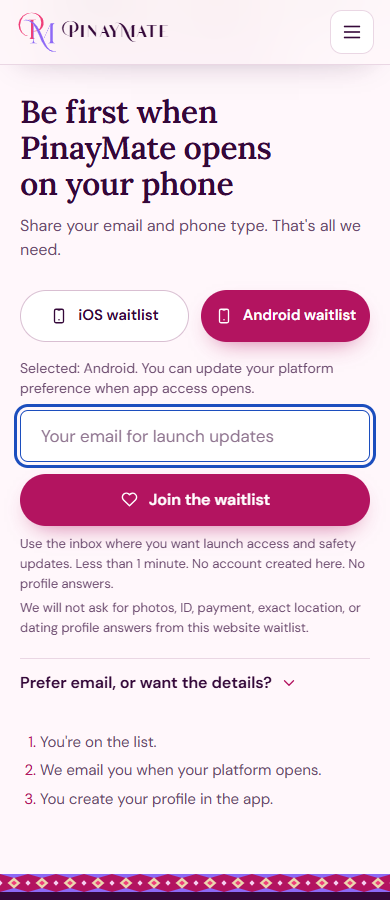 PM PINAYMATE
Be first when
PinayMate opens
on your phone
Share your email and phone type. That's all we
need.
iOS waitlist
Android waitlist
Selected: Android. You can update your platform
preference when app access opens.
Your email for launch updates
Join the waitlist
Use the inbox where you want launch access and safety
updates. Less than 1 minute. No account created here. No
profile answers.
We will not ask for photos, ID, payment, exact location, or
dating profile answers from this website waitlist.
Prefer email, or want the details?
1. You're on the list.
2. We email you when your platform opens.
3. You create your profile in the app.